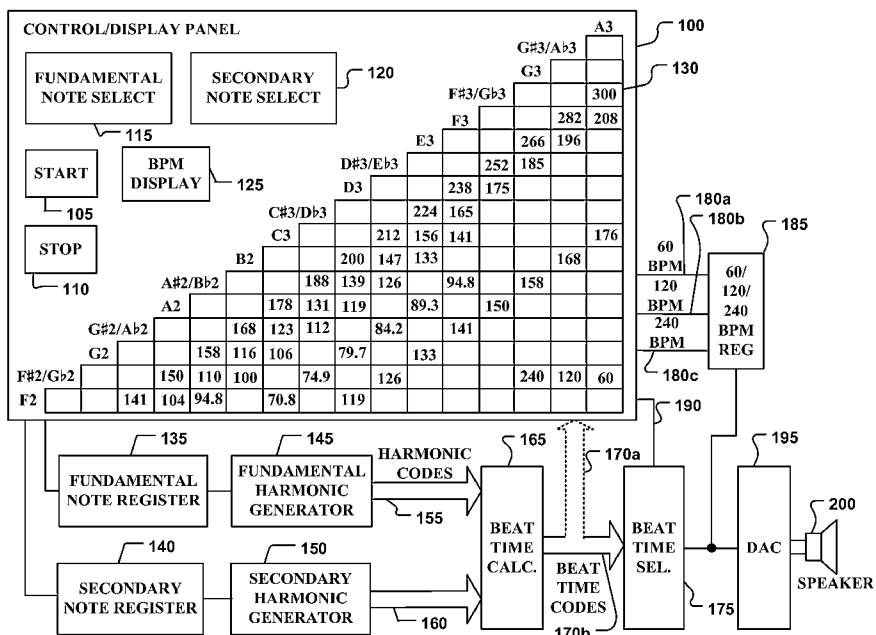 CONTROL/DISPLAY PANEL
A3
100
G♯3/A♭3
FUNDAMENTAL
NOTE SELECT
SECONDARY
NOTE SELECT
120
G3
130
F♯3/G♭3
300
115
F3
282 208
E3
266 196
START
BPM
DISPLAY
D♯3/E♭3
252 185
125
D3
238 175
105
C♯3/D♭3
224 165
180a
180b
STOP
C3
212 156 141 176
185
B2
200 147 133 168
60
BPM
110
A♯2/B♭2
188 139 126 94.8 158
120
BPM
A2
178 131 119 89.3 150
240
BPM
60/
120/
240
BPM
REG
G♯2/A♭2
168 123 112 84.2 141
G2
158 116 106 79.7 133
180c
F♯2/G♭2
150 110 100 74.9 126 240 120 60
F2
141 104 94.8 70.8 119
190
135
145
HARMONIC
CODES
165
170a
195
FUNDAMENTAL
NOTE REGISTER
FUNDAMENTAL
HARMONIC
GENERATOR
155
200
140
150
BEAT
TIME
CALC.
BEAT
TIME
SEL.
DAC
SECONDARY
NOTE REGISTER
SECONDARY
HARMONIC
GENERATOR
BEAT
TIME
CODES
SPEAKER
160
170b
175